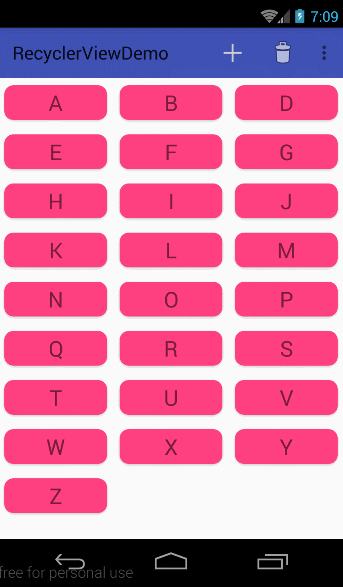 7:09
RecyclerViewDemo
A B D
E F G
H I J
K L M
N O P
Q R S
T U V
W X Y
Z
free for personal use